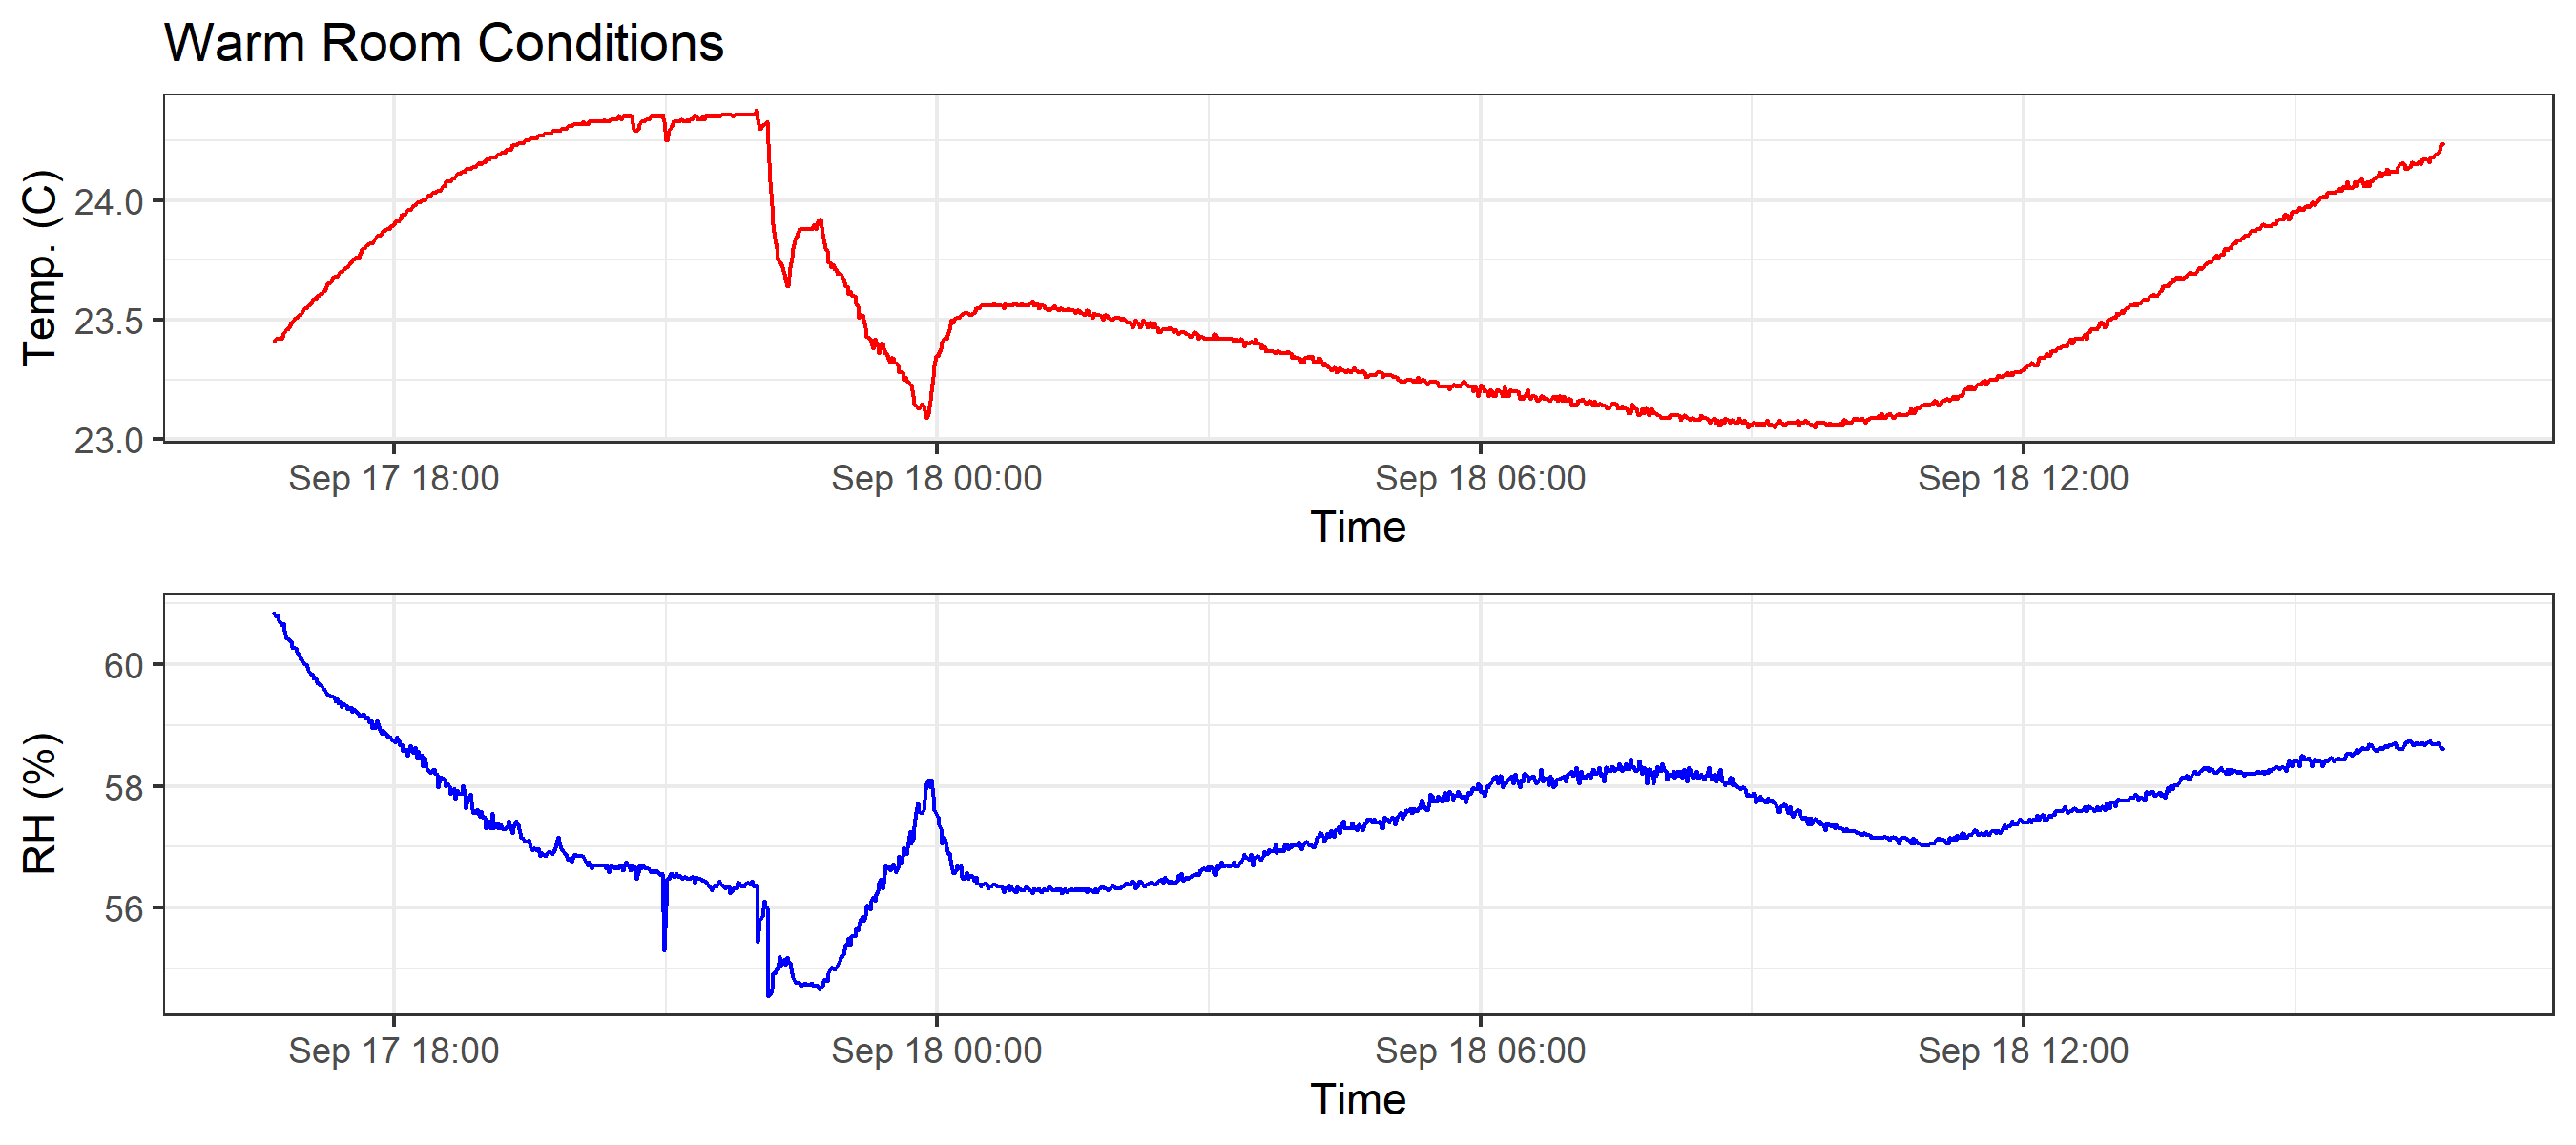 Warm Room Conditions
Temp. (C)
24.0
23.5
23.0
Sep 17 18:00 Sep 18 00:00 Sep 18 06:00 Sep 18 12:00
Time
RH (%)
60
58
56
Sep 17 18:00 Sep 18 00:00 Sep 18 06:00 Sep 18 12:00
Time